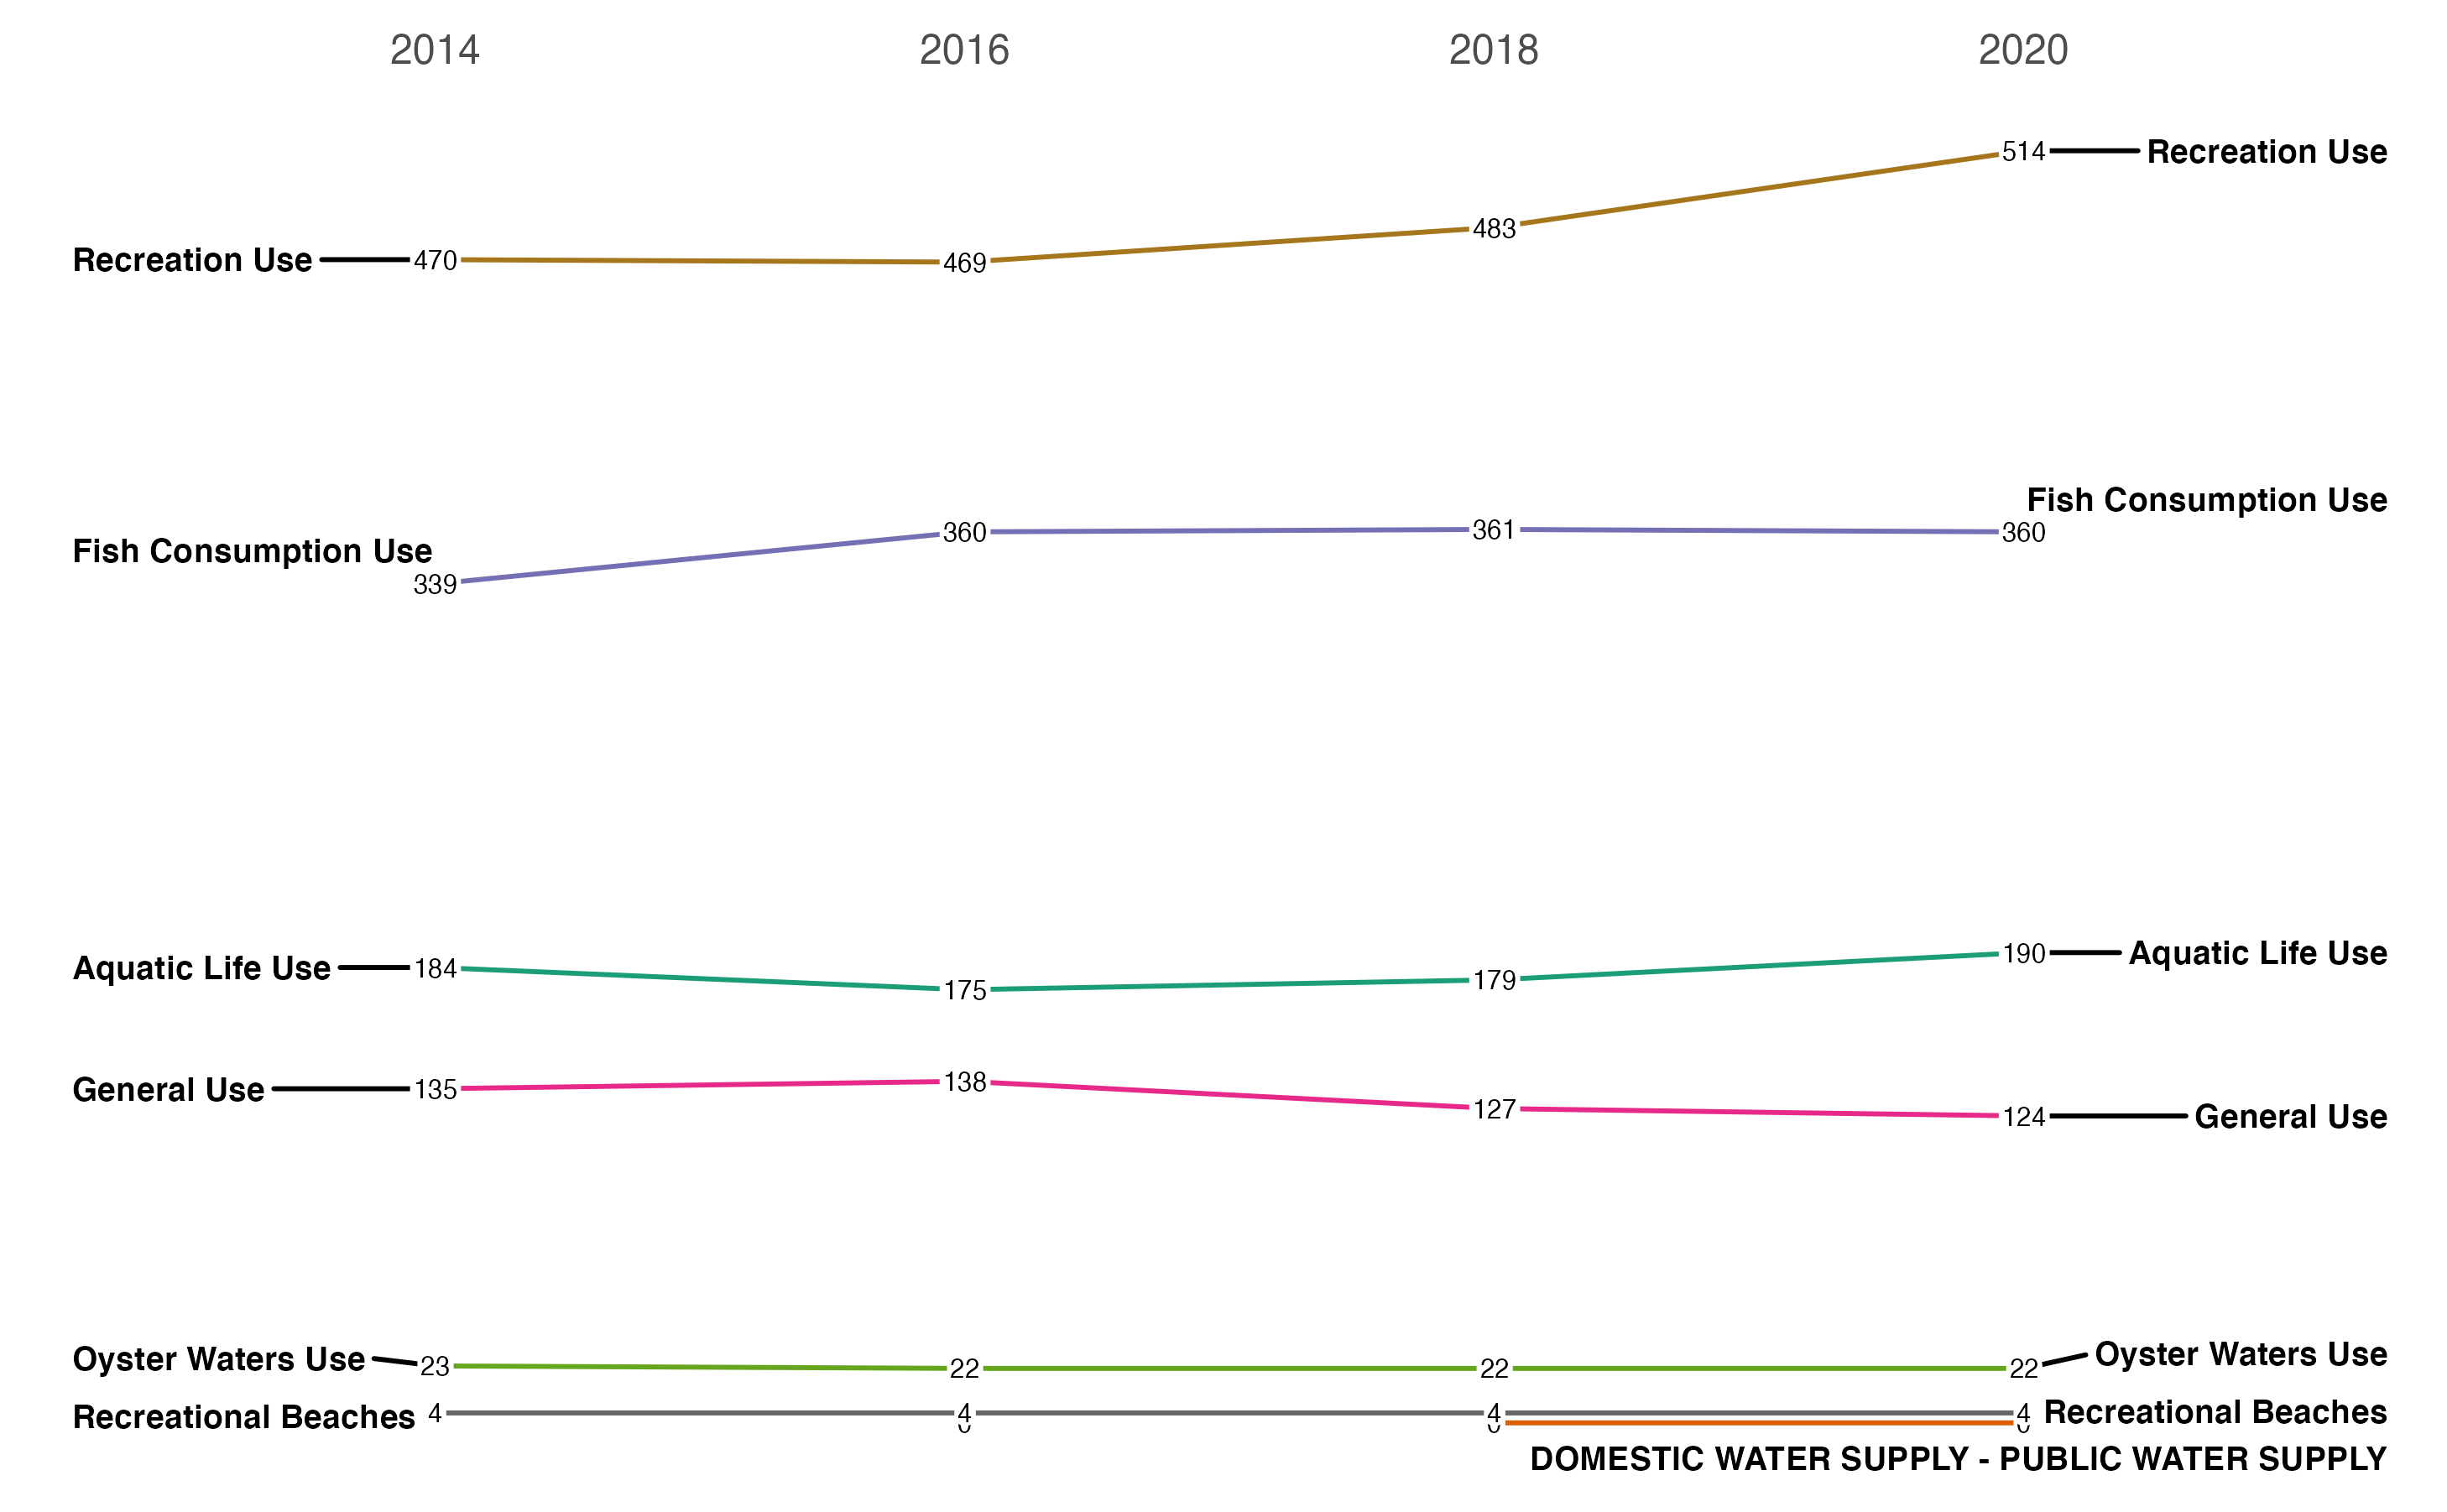 2014 2016 2018 2020
514 Recreation Use
483
Recreation Use 470 469
Fish Consumption Use
360 361 360
Fish Consumption Use
339
190 Aquatic Life Use
Aquatic Life Use 184 175 179
General Use 135 138 127 124 General Use
Oyster Waters Use 23 22 22 22 Oyster Waters Use
Recreational Beaches 4 4 4 4 Recreational Beaches
DOMESTIC WATER SUPPLY - PUBLIC WATER SUPPLY